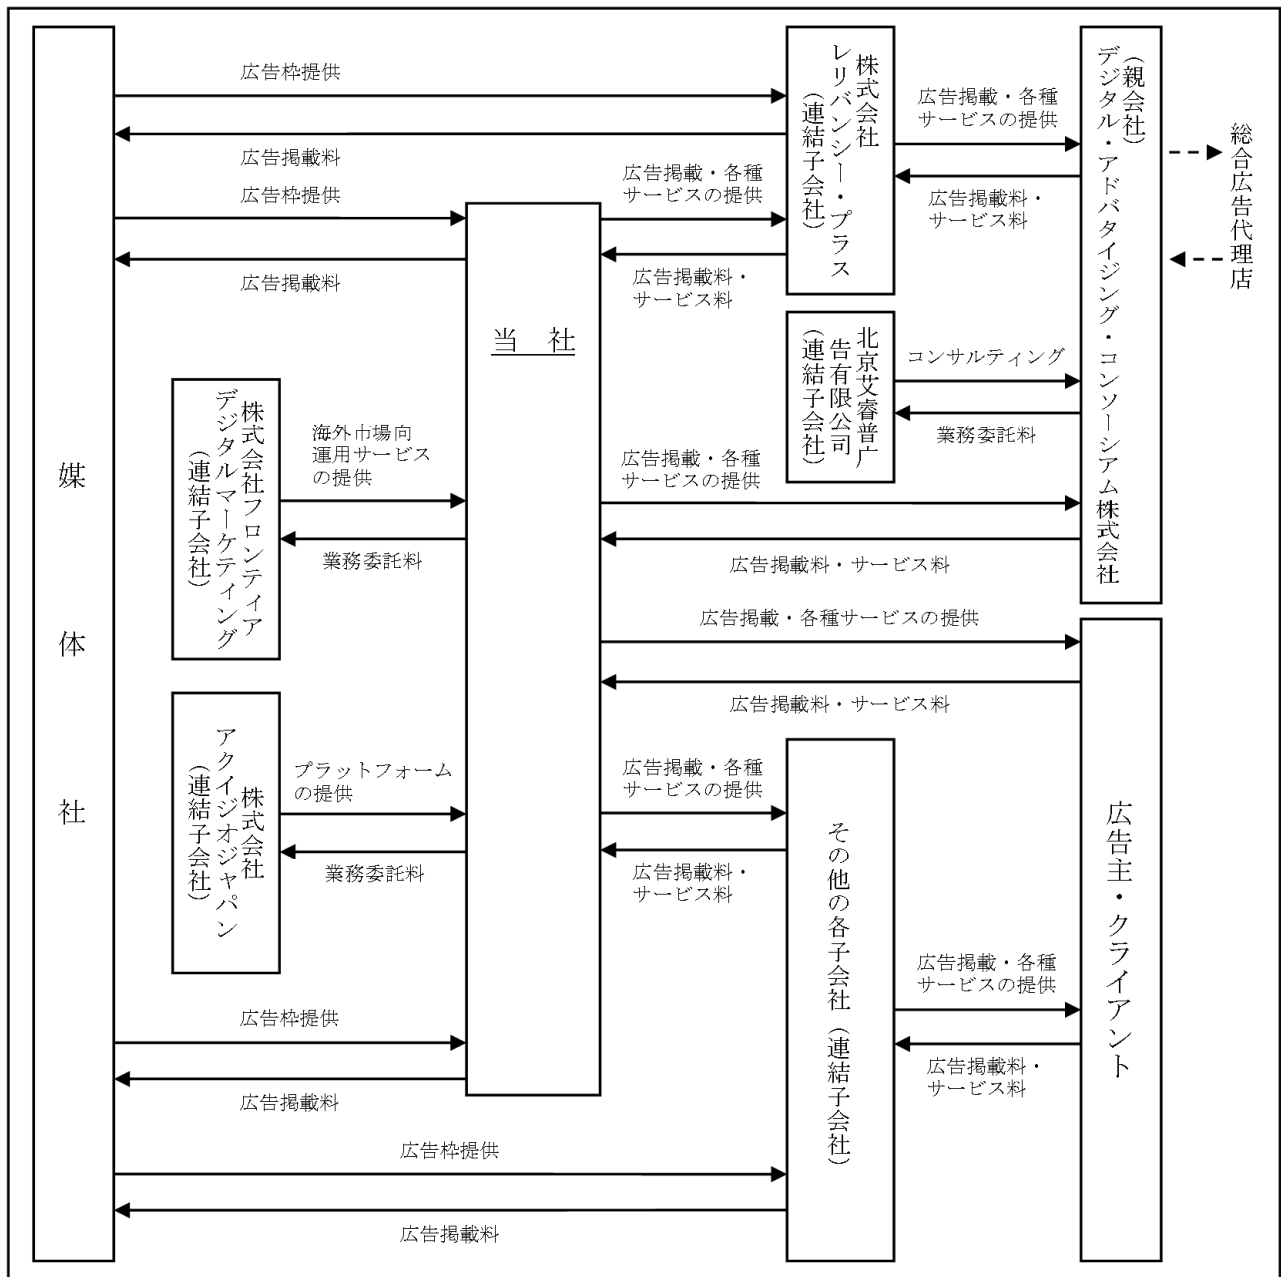 媒体社
広告枠提供
広告掲載料
広告枠提供
広告掲載料
株式会社
レリバンシー・プラス
（連結子会社）
広告掲載・各種
サービスの提供
広告掲載料・
サービス料
（親会社）
デジタル・アドバタイジング・コンソーシアム株式会社
総合広告代理店
広告掲載・各種
サービスの提供
広告掲載料・
サービス料
当　社
北京艾睿普广
告有限公司
（連結子会社）
コンサルティング
業務委託料
株式会社フロンティア
デジタルマーケティング
（連結子会社）
海外市場向
運用サービス
の提供
業務委託料
広告掲載・各種
サービスの提供
広告掲載料・サービス料
広告掲載・各種サービスの提供
広告掲載料・サービス料
株式会社
アクイジオジャパン
（連結子会社）
プラットフォーム
の提供
業務委託料
広告掲載・各種
サービスの提供
広告掲載料・
サービス料
その他の各子会社（連結子会社）
広告主・クライアント
広告掲載・各種
サービスの提供
広告掲載料・
サービス料
広告枠提供
広告掲載料
広告枠提供
広告掲載料